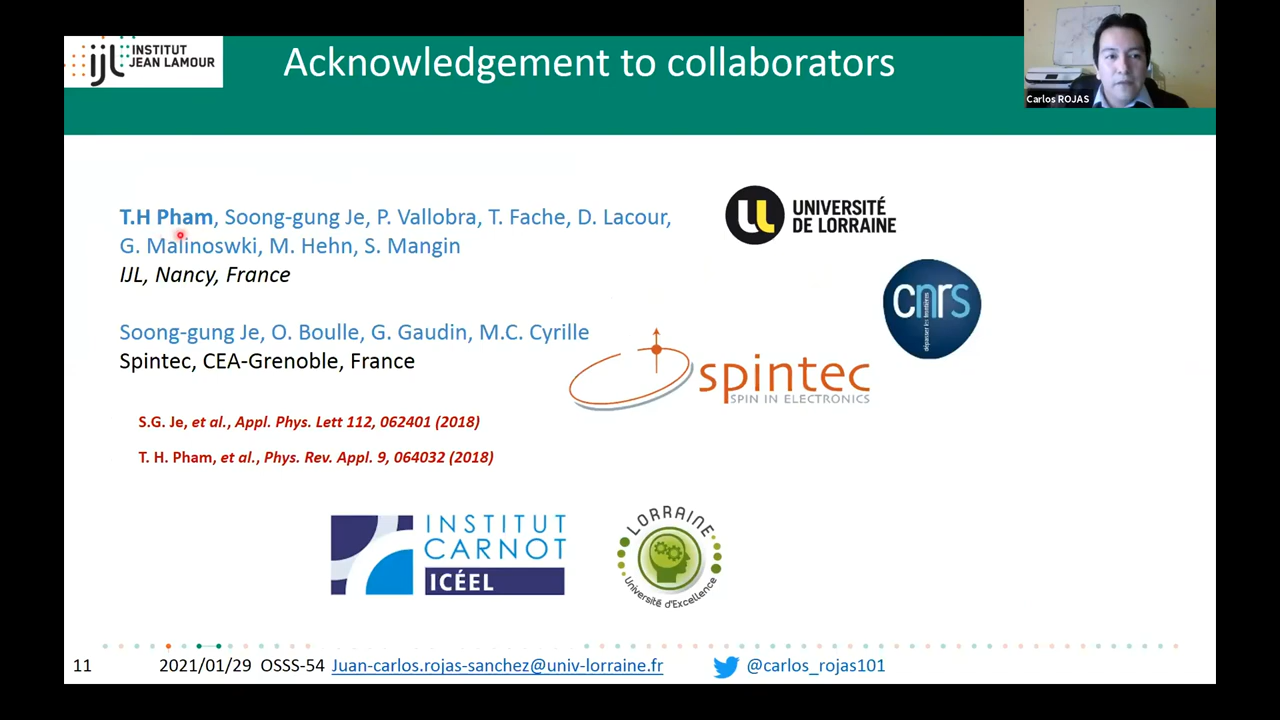 INSTITUT
JEAN LAMOUR
ijl
Acknowledgement to collaborators
Carlos ROJAS
T.H Pham, Soong-gung Je, P. Vallobra, T. Fache, D. Lacour,
G. Malinoswki, M. Hehn, S. Mangin
IJL, Nancy, France
UNIVERSITÉ
DE LORRAINE
cnrs
dépasser les frontières
Soong-gung Je, O. Boulle, G. Gaudin, M.C. Cyrille
Spintec, CEA-Grenoble, France
spintec
SPIN IN ELECTRONICS
S.G. Je, et al., Appl. Phys. Lett 112, 062401 (2018)
T. H. Pham, et al., Phys. Rev. Appl. 9, 064032 (2018)
INSTITUT
CARNOT
ICÉEL
LORRAINE
Université d'Excellence
11 2021/01/29 OSSS-54 Juan-carlos.rojas-sanchez@univ-lorraine.fr @carlos_rojas101